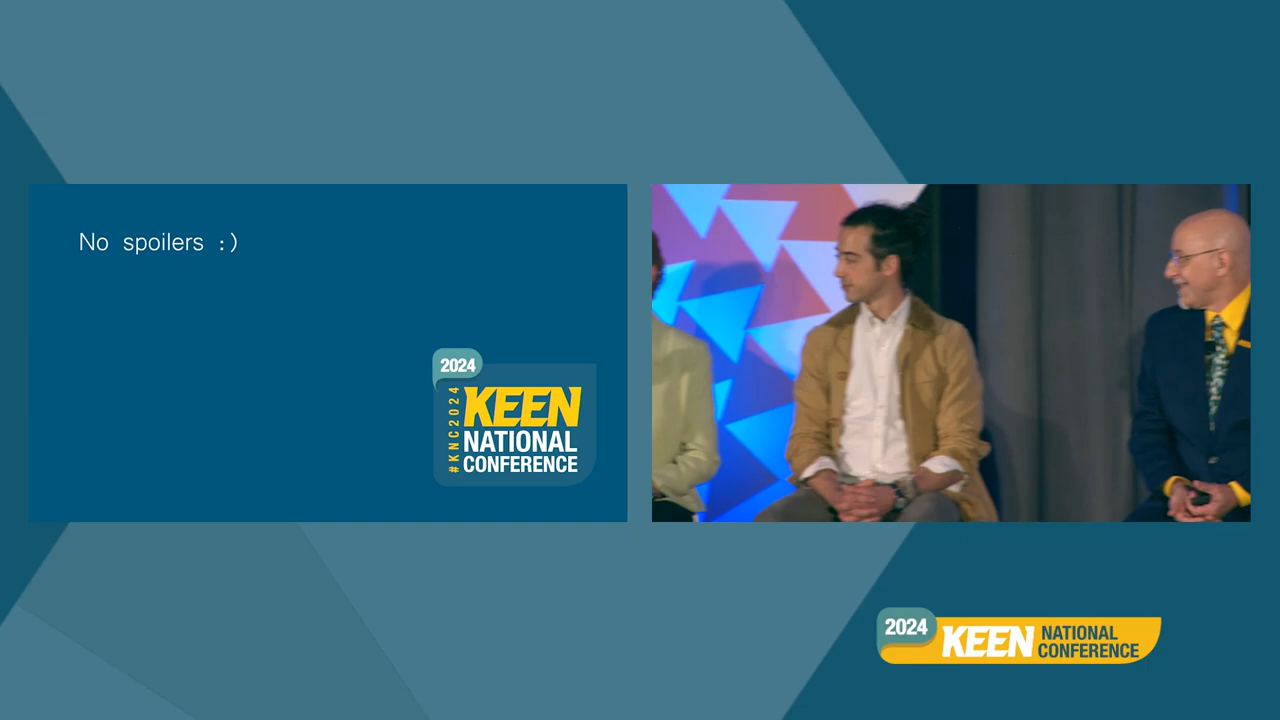 No spoilers :)
2024
#KNC2024
KEEN
NATIONAL
CONFERENCE
2024
KEEN
NATIONAL
CONFERENCE